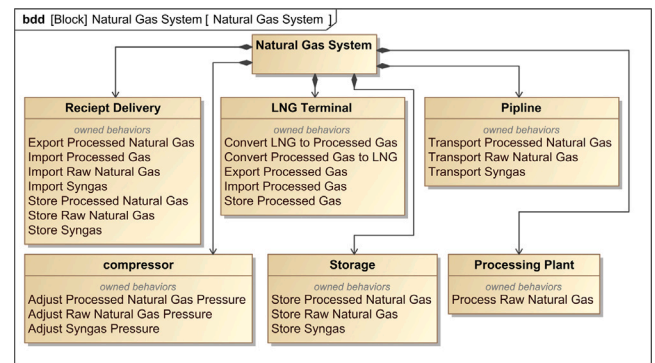 bdd [Block] Natural Gas System [ Natural Gas System ]
Natural Gas System
Reciept Delivery
owned behaviors
Export Processed Natural Gas
Import Processed Gas
Import Raw Natural Gas
Import Syngas
Store Processed Natural Gas
Store Raw Natural Gas
Store Syngas
LNG Terminal
owned behaviors
Convert LNG to Processed Gas
Convert Processed Gas to LNG
Export Processed Gas
Import Processed Gas
Store Processed Gas
Pipline
owned behaviors
Transport Processed Natural Gas
Transport Raw Natural Gas
Transport Syngas
compressor
owned behaviors
Adjust Processed Natural Gas Pressure
Adjust Raw Natural Gas Pressure
Adjust Syngas Pressure
Storage
owned behaviors
Store Processed Natural Gas
Store Raw Natural Gas
Store Syngas
Processing Plant
owned behaviors
Process Raw Natural Gas